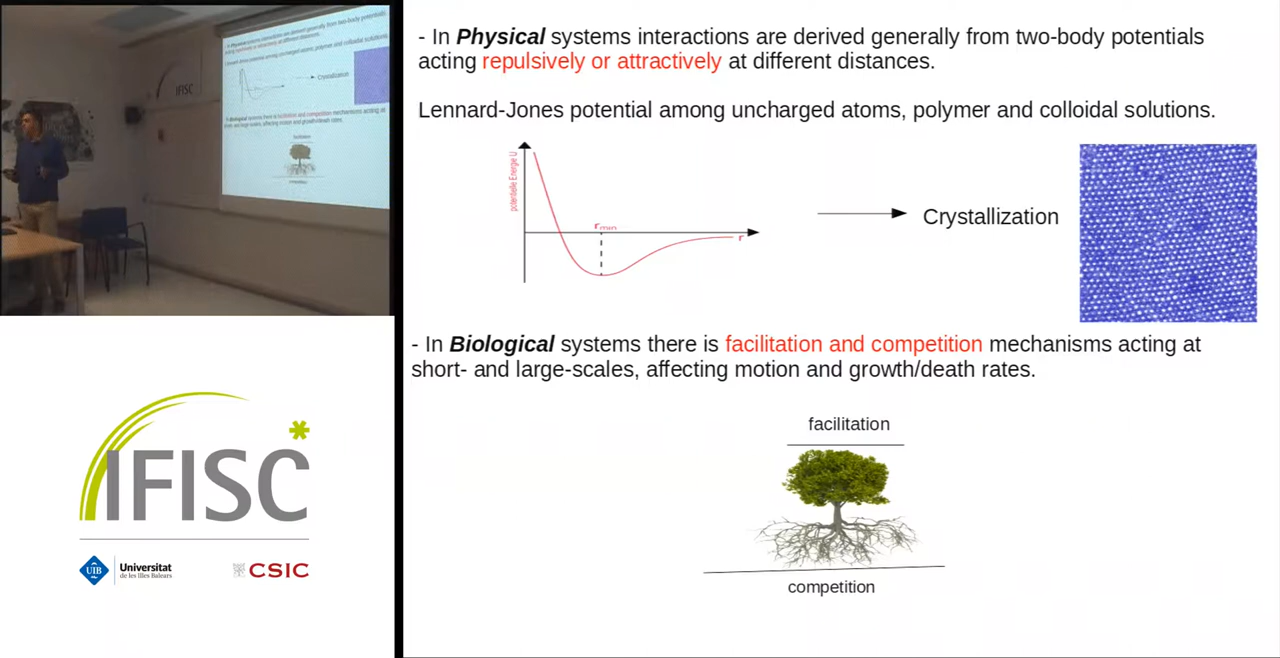 - In Physical systems interactions are derived generally from two-body potentials
acting repulsively or attractively at different distances.
Lennard-Jones potential among uncharged atoms, polymer and colloidal solutions.
potentielle Energie U
rmin
r
Crystallization
- In Biological systems there is facilitation and competition mechanisms acting at
short- and large-scales, affecting motion and growth/death rates.
facilitation
competition
IFISC
UIB
Universitat
de les Illes Balears
CSIC